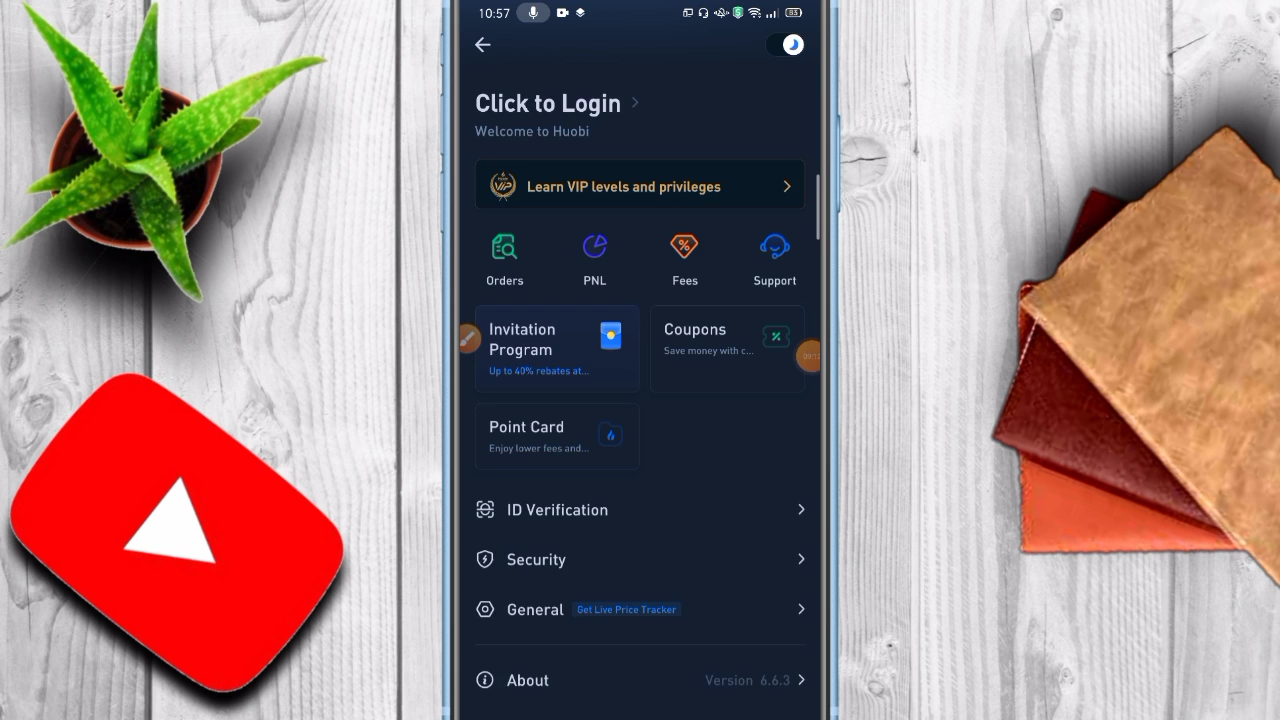 10:57
83
Click to Login
Welcome to Huobi
VIP
Learn VIP levels and privileges
Orders
PNL
Fees
Support
Invitation
Program
Up to 40% rebates at...
Coupons
Save money with c...
Point Card
Enjoy lower fees and...
ID Verification
Security
General
Get Live Price Tracker
About
Version 6.6.3